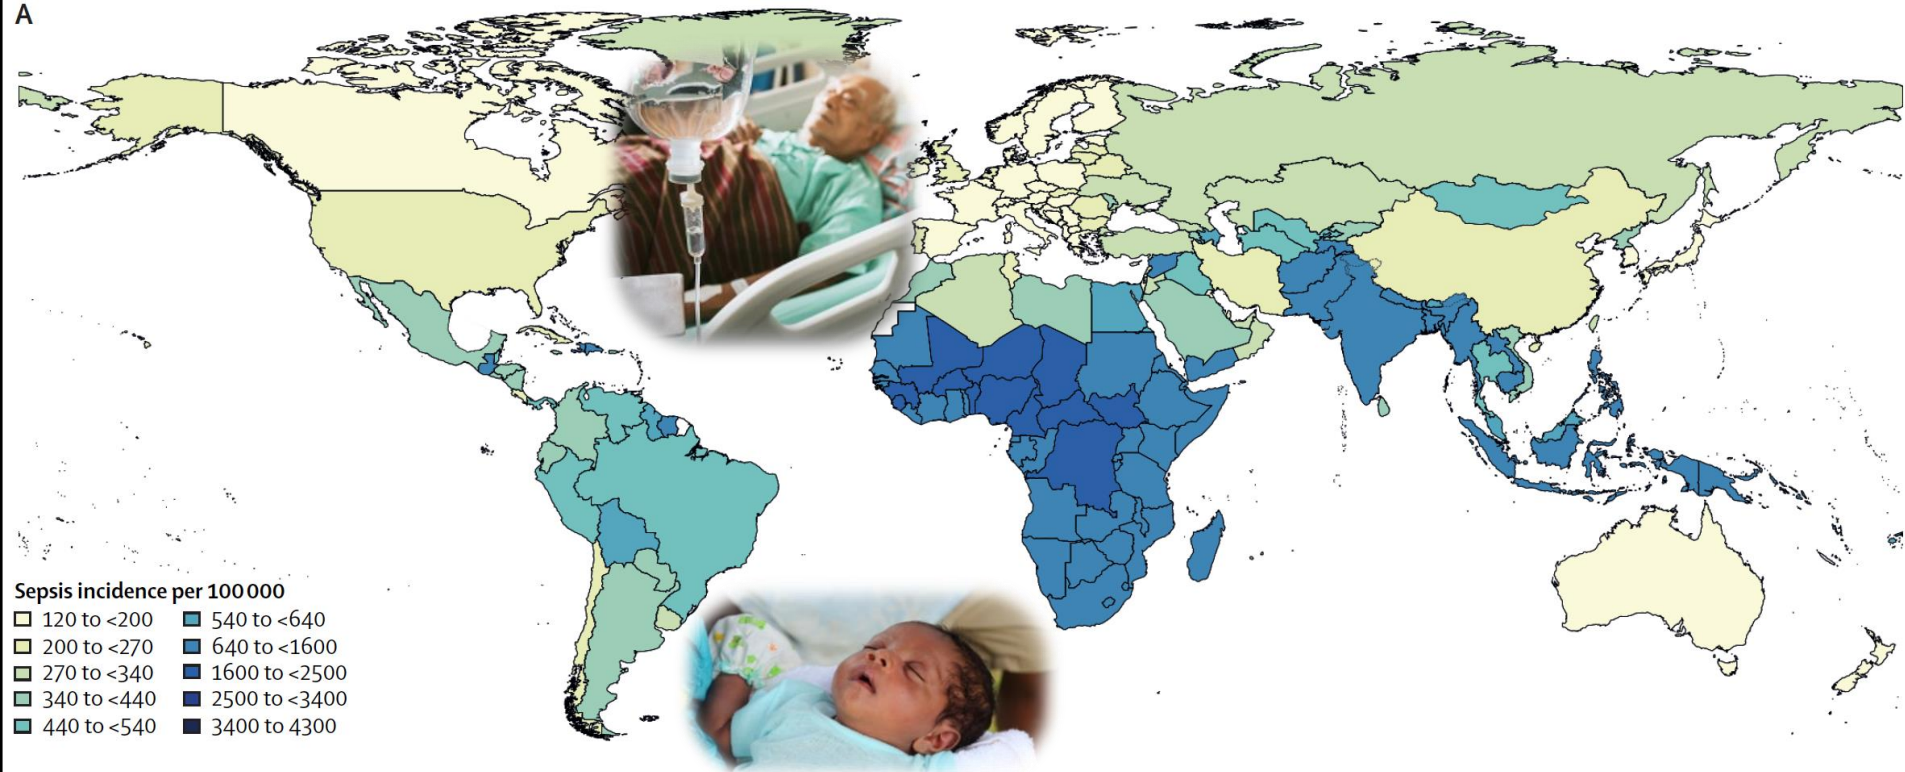 A
Sepsis incidence per 100 000
120 to <200
200 to <270
270 to <340
340 to <440
440 to <540
540 to <640
640 to <1600
1600 to <2500
2500 to <3400
3400 to 4300